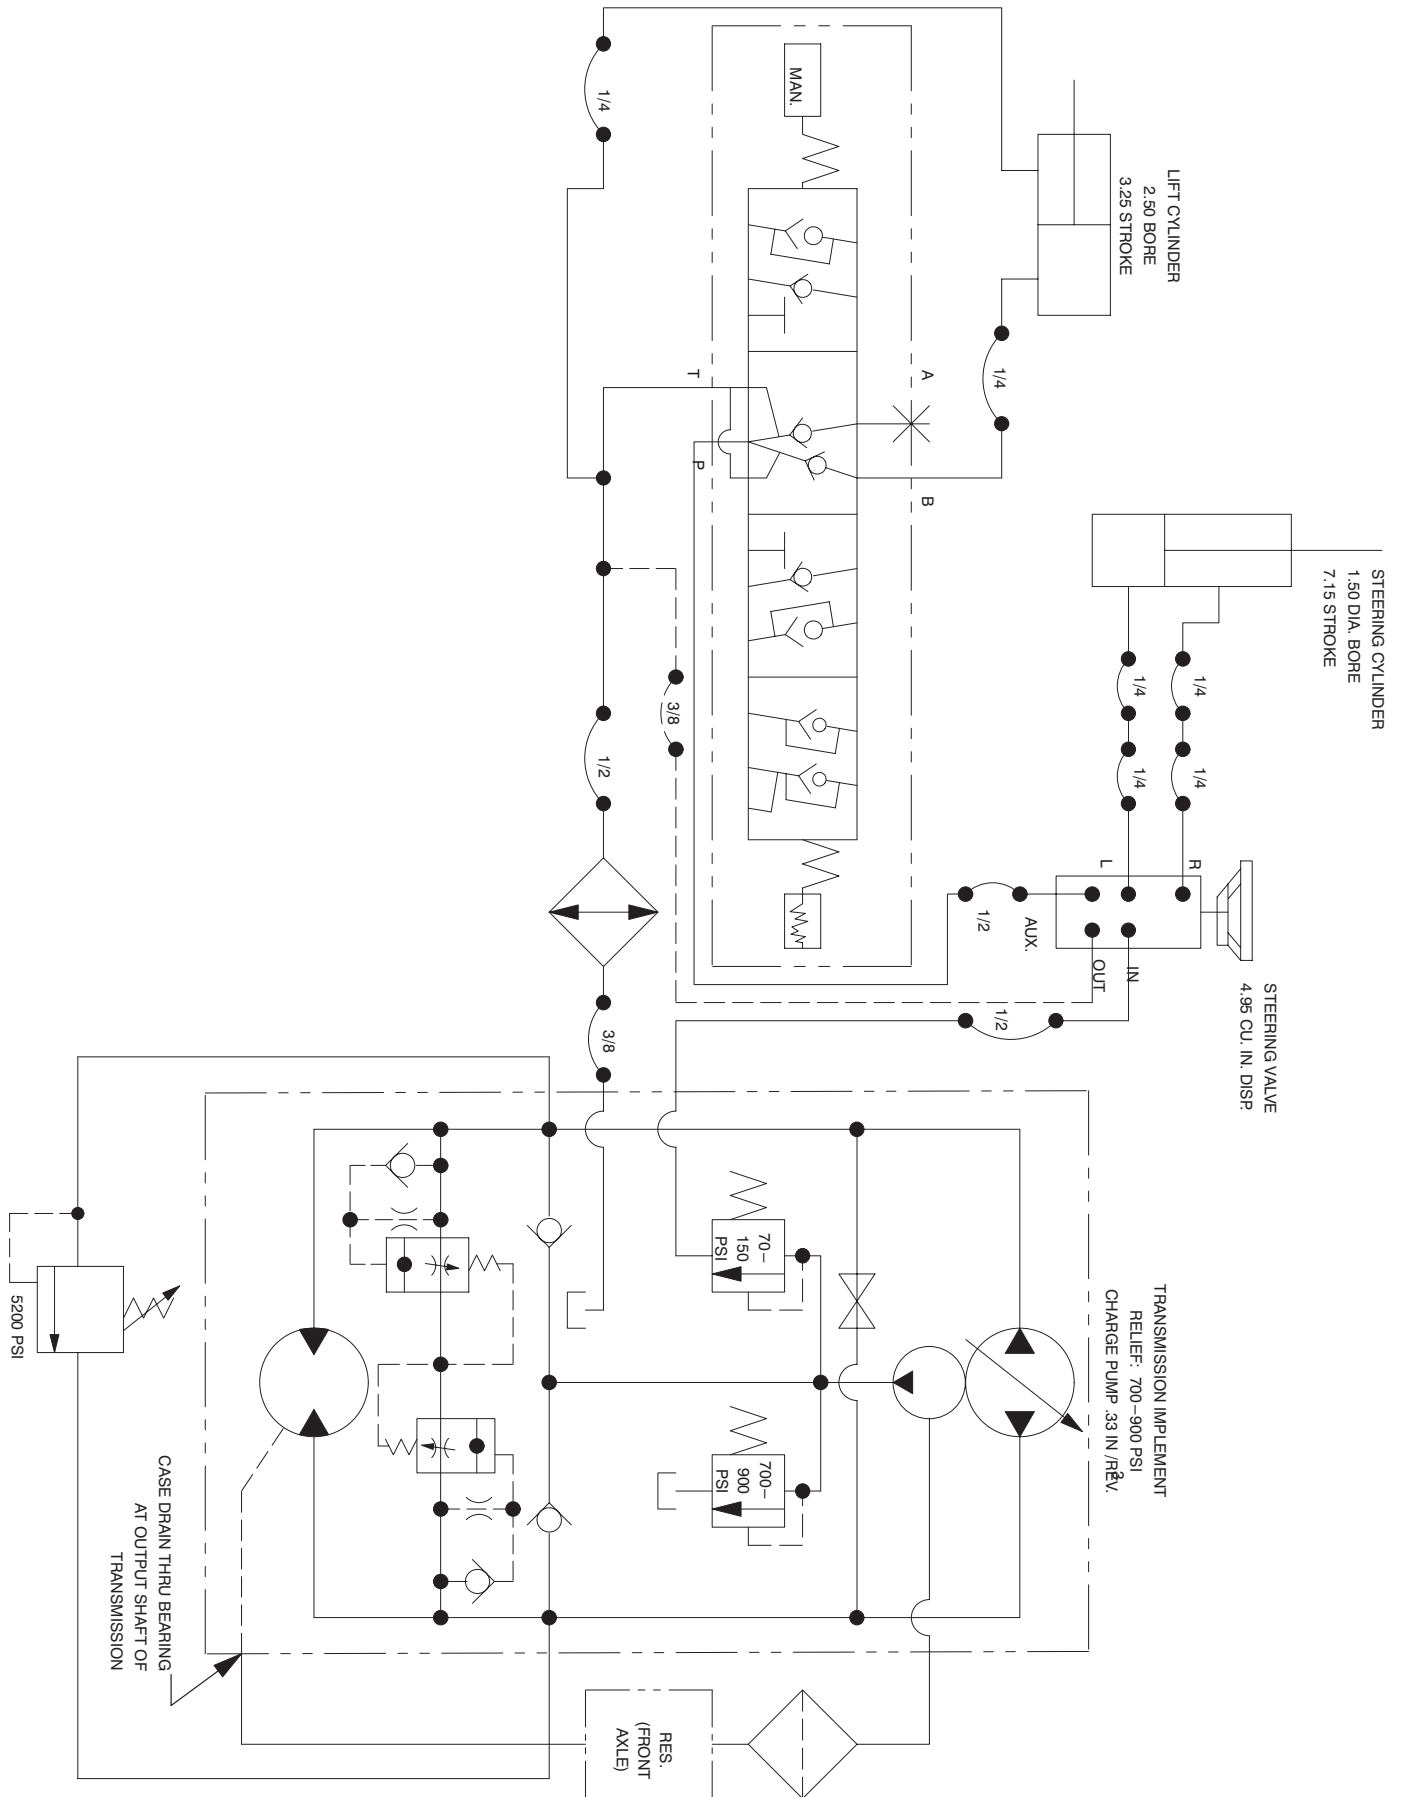 LIFT CYLINDER
2.50 BORE
3.25 STROKE
STEERING CYLINDER
1.50 DIA. BORE
7.15 STROKE
STEERING VALVE
4.95 CU. IN. DISP.
TRANSMISSION IMPLEMENT
RELIEF: 700–900 PSI
CHARGE PUMP .33 IN³/REV.
MAN.
1/4
1/4
A
B
T
P
1/4
1/4
1/4
1/4
R
L
AUX.
IN
OUT
1/2
1/2
3/8
1/2
3/8
70–
150
PSI
700–
900
PSI
5200 PSI
CASE DRAIN THRU BEARING
AT OUTPUT SHAFT OF
TRANSMISSION
RES.
(FRONT
AXLE)